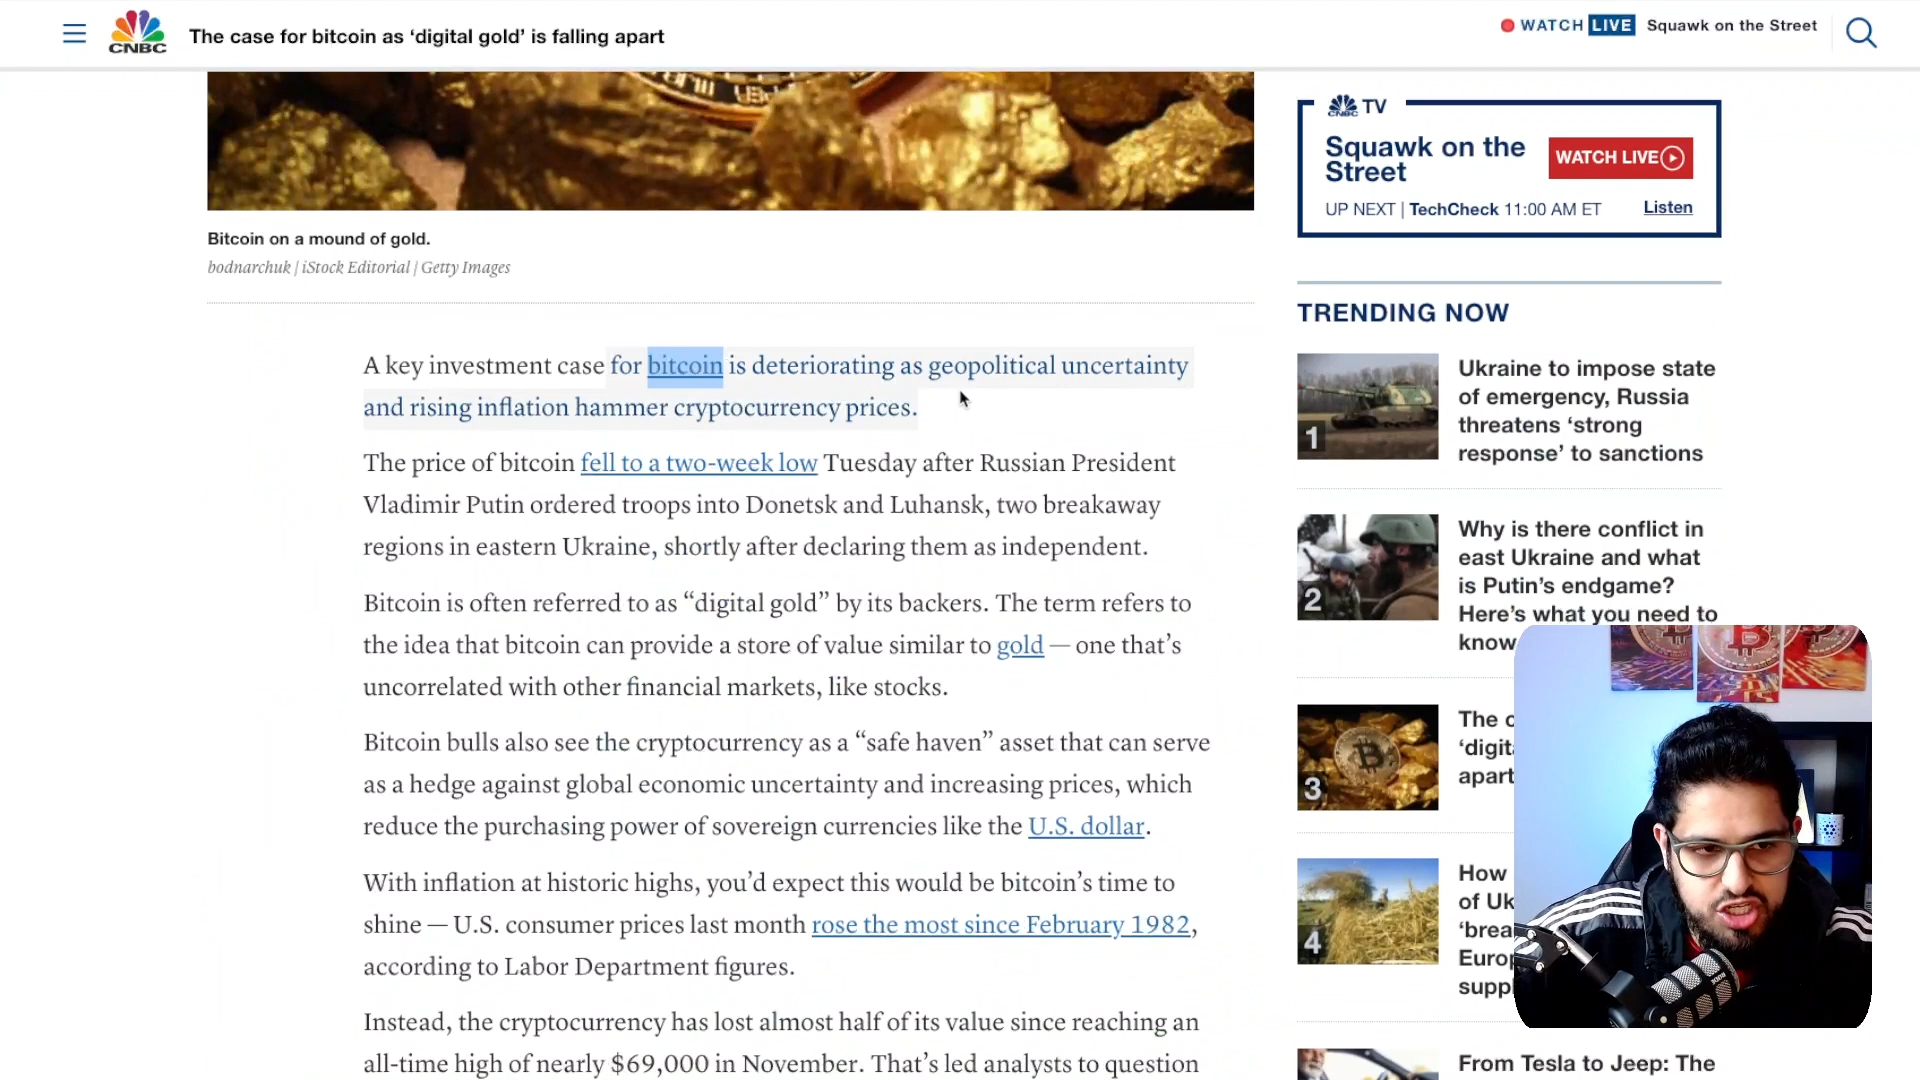 CNBC
The case for bitcoin as ‘digital gold’ is falling apart
WATCH LIVE Squawk on the Street
Bitcoin on a mound of gold.
bodnarchuk | iStock Editorial | Getty Images
A key investment case for bitcoin is deteriorating as geopolitical uncertainty
and rising inflation hammer cryptocurrency prices.
The price of bitcoin fell to a two-week low Tuesday after Russian President
Vladimir Putin ordered troops into Donetsk and Luhansk, two breakaway
regions in eastern Ukraine, shortly after declaring them as independent.
Bitcoin is often referred to as “digital gold” by its backers. The term refers to
the idea that bitcoin can provide a store of value similar to gold — one that’s
uncorrelated with other financial markets, like stocks.
Bitcoin bulls also see the cryptocurrency as a “safe haven” asset that can serve
as a hedge against global economic uncertainty and increasing prices, which
reduce the purchasing power of sovereign currencies like the U.S. dollar.
With inflation at historic highs, you’d expect this would be bitcoin’s time to
shine — U.S. consumer prices last month rose the most since February 1982,
according to Labor Department figures.
Instead, the cryptocurrency has lost almost half of its value since reaching an
all-time high of nearly $69,000 in November. That’s led analysts to question
CNBC TV
Squawk on the
Street
WATCH LIVE
UP NEXT | TechCheck 11:00 AM ET
Listen
TRENDING NOW
1
Ukraine to impose state
of emergency, Russia
threatens ‘strong
response’ to sanctions
2
Why is there conflict in
east Ukraine and what
is Putin’s endgame?
Here’s what you need to
know
3
The
‘digit
apart
4
How
of Uk
‘brea
Euro
supp
From Tesla to Jeep: The